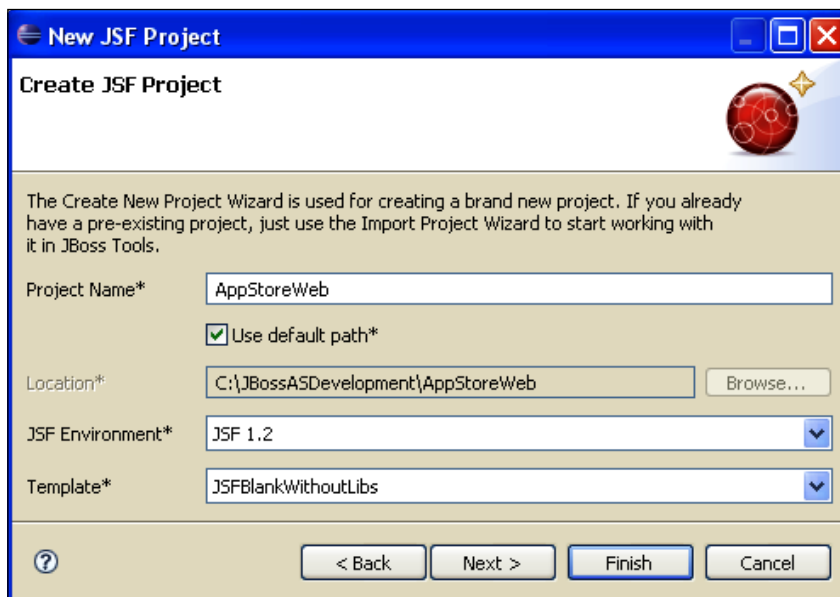 New JSF Project
Create JSF Project
The Create New Project Wizard is used for creating a brand new project. If you already
have a pre-existing project, just use the Import Project Wizard to start working with
it in JBoss Tools.
Project Name* AppStoreWeb
Use default path*
Location* C:\JBossASDevelopment\AppStoreWeb Browse...
JSF Environment* JSF 1.2
Template* JSFBlankWithoutLibs
? < Back Next > Finish Cancel